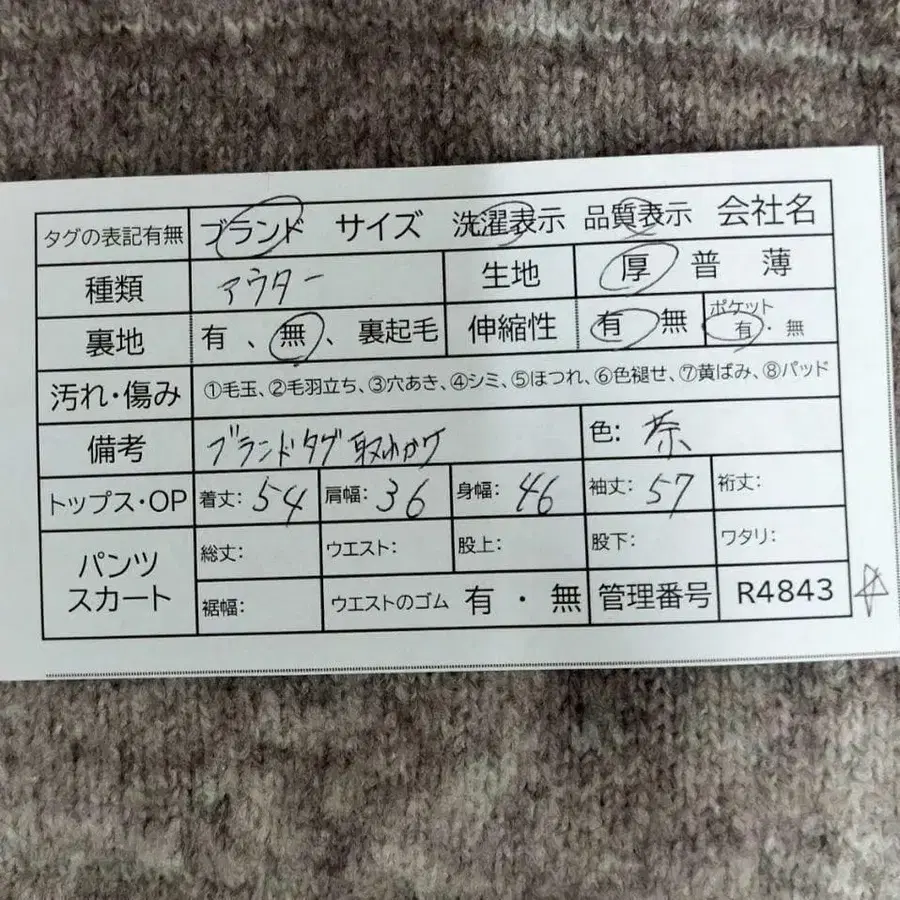 タグの表記有無 ブランド サイズ 洗濯表示 品質表示 会社名
種類 アウター 生地 厚 普 薄
裏地 有、無、裏起毛 伸縮性 有 無 ポケット 有・無
汚れ・傷み ①毛玉、②毛羽立ち、③穴あき、④シミ、⑤ほつれ、⑥色褪せ、⑦黄ばみ、⑧パッド
備考 ブランドタグ取れかけ 色: 茶
トップス・OP 着丈: 54 肩幅: 36 身幅: 46 袖丈: 57 裄丈:
パンツ スカート 総丈: ウエスト: 股上: 股下: ワタリ:
裾幅: ウエストのゴム 有・無 管理番号 R4843